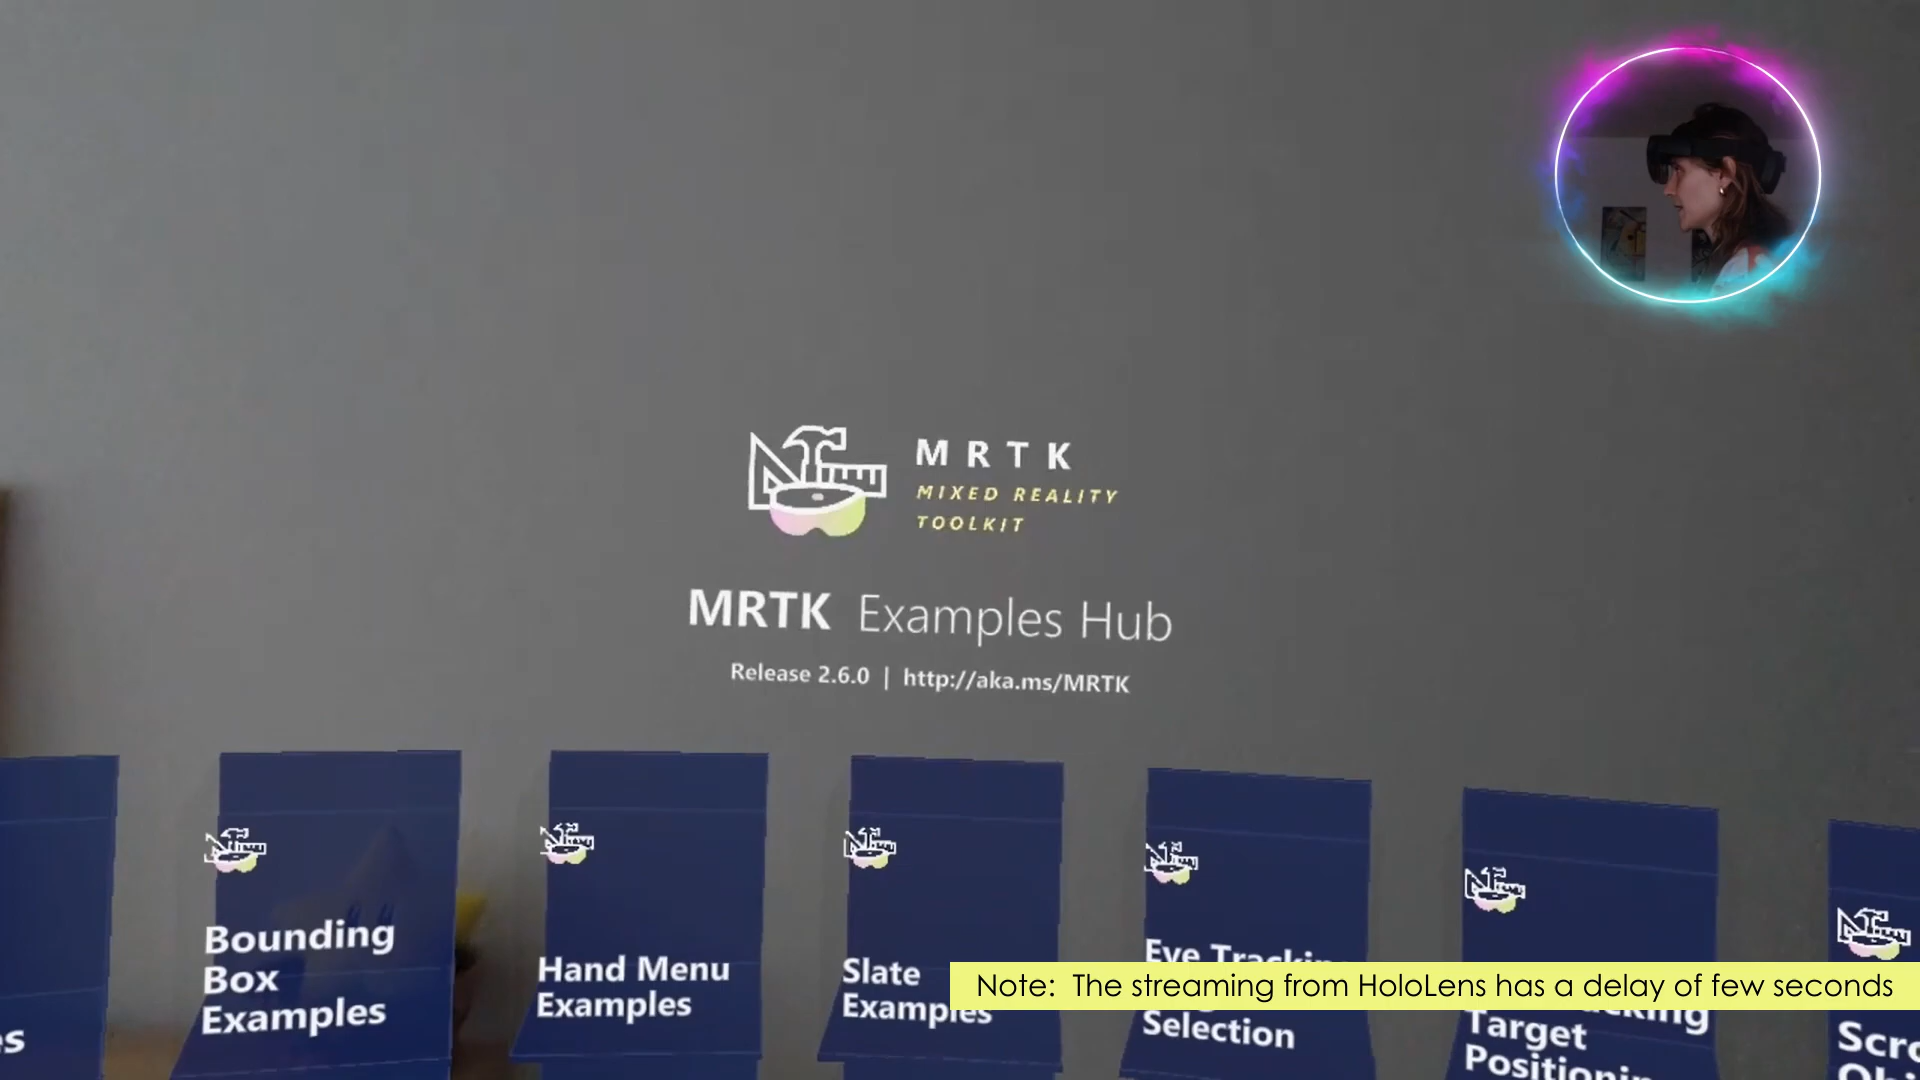 MRTK
MIXED REALITY
TOOLKIT
MRTK Examples Hub
Release 2.6.0 | http://aka.ms/MRTK
Bounding
Box
Examples
Hand Menu
Examples
Slate
Examples
Eye
Selection
Target
Note: The streaming from HoloLens has a delay of few seconds